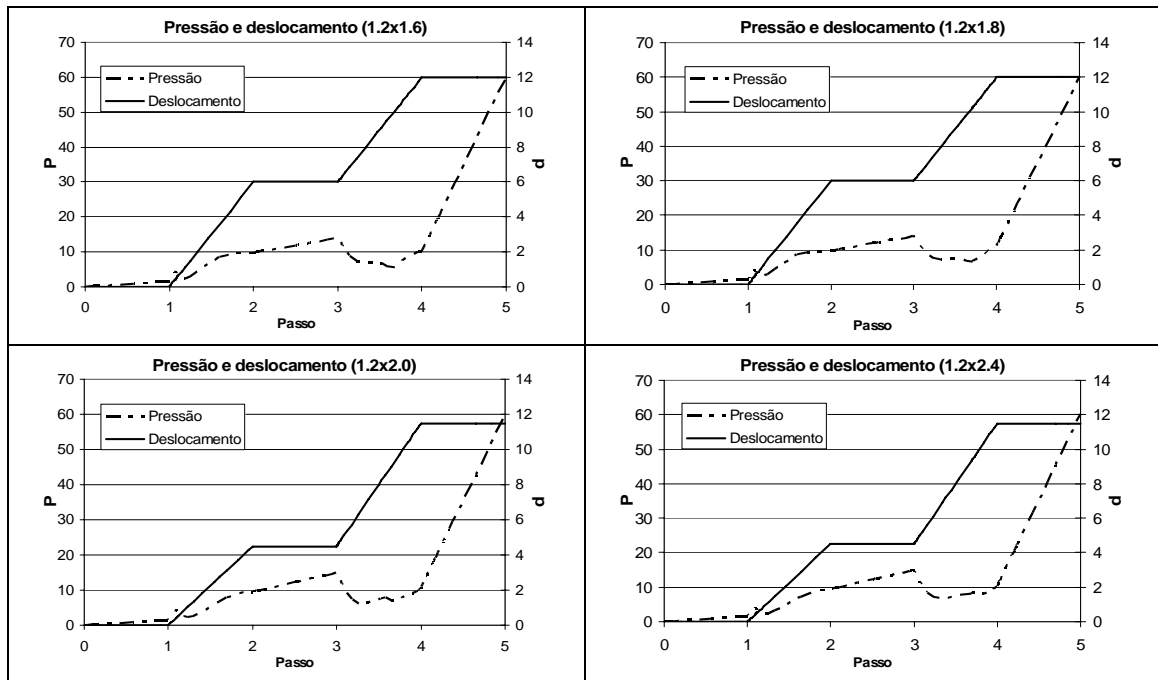 Pressão e deslocamento (1.2x1.6)
70
60
50
40
30
20
10
0
P
14
12
10
8
6
4
2
0
d
Pressão
Deslocamento
0 1 2 3 4 5
Passo
Pressão e deslocamento (1.2x1.8)
70
60
50
40
30
20
10
0
P
14
12
10
8
6
4
2
0
d
Pressão
Deslocamento
0 1 2 3 4 5
Passo
Pressão e deslocamento (1.2x2.0)
70
60
50
40
30
20
10
0
P
14
12
10
8
6
4
2
0
d
Pressão
Deslocamento
0 1 2 3 4 5
Passo
Pressão e deslocamento (1.2x2.4)
70
60
50
40
30
20
10
0
P
14
12
10
8
6
4
2
0
d
Pressão
Deslocamento
0 1 2 3 4 5
Passo